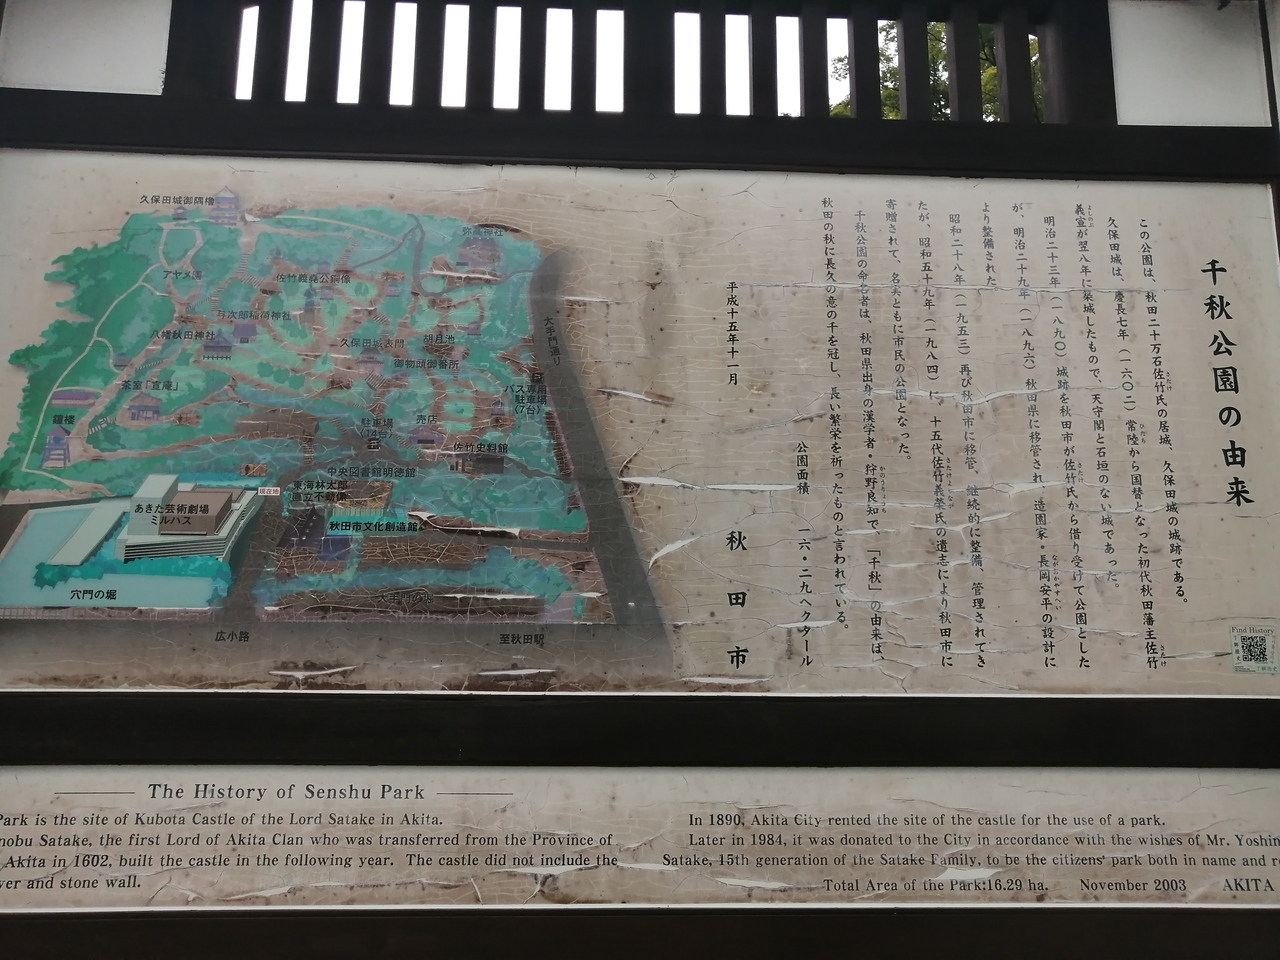 千秋公園の由来
この公園は、秋田二十万石佐竹氏の居城、久保田城の城跡である。
久保田城は、慶長七年(一六〇二)常陸から国替となった初代秋田藩主佐竹
義宣が翌八年に築城したもので、天守閣と石垣のない城であった。
明治二十三年(一八九〇)城跡を秋田市が佐竹氏から借り受けて公園とした
が、明治二十九年(一八九六)秋田県に移管され、造園家・長岡安平の設計に
より整備された
昭和二十八年(一九五三)再び秋田市に移管、継続的に整備、管理されてき
たが、昭和五十九年(一九八四)に、十五代佐竹義榮氏の遺志により秋田市に
寄贈されて、名実ともに市民の公園となった。
千秋公園の命名者は、秋田県出身の漢学者・狩野良知で、「千秋」の由来は、
秋田の秋に長久の意の千を冠し、長い繁栄を祈ったものと言われている。
公園面積 一六・二九ヘクタール
平成十五年十一月
秋田市
久保田城御隅櫓
弥高神社
アヤメ園
佐竹義堯公銅像
与次郎稲荷神社
八幡秋田神社
久保田城表門
胡月池
御物頭御番所
大手門通り
茶室「宣庵」
バス専用
駐車場
(7台)
鐘楼
駐車場
(14台)
売店
佐竹史料館
中央図書館明徳館
東海林太郎
直立不動像
現在地
あきた芸術劇場
ミルハス
秋田市文化創造館
穴門の堀
大手門の堀
広小路
至秋田駅
Find History
The History of Senshu Park
Park is the site of Kubota Castle of the Lord Satake in Akita.
nobu Satake, the first Lord of Akita Clan who was transferred from the Province of
Akita in 1602, built the castle in the following year. The castle did not include the
ver and stone wall.
In 1890, Akita City rented the site of the castle for the use of a park.
Later in 1984, it was donated to the City in accordance with the wishes of Mr. Yoshin
Satake, 15th generation of the Satake Family, to be the citizens' park both in name and re
Total Area of the Park:16.29 ha. November 2003 AKITA